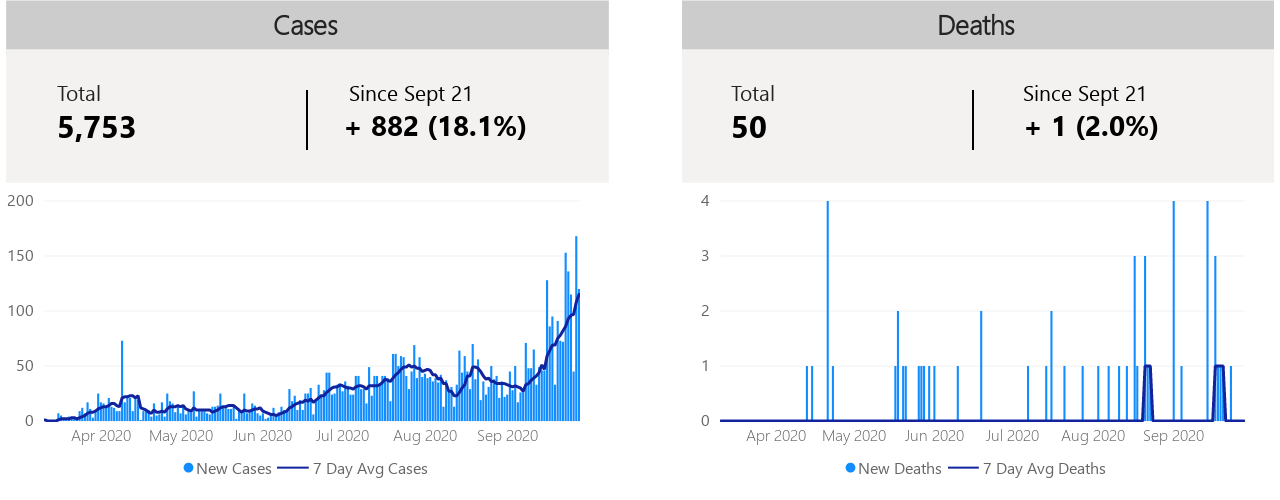 Cases
Total
Since Sept 21
5,753
+ 882 (18.1%)
200
150
100
50
0
Apr 2020 May 2020 Jun 2020 Jul 2020 Aug 2020 Sep 2020
New Cases 7 Day Avg Cases
Deaths
Total
Since Sept 21
50
+ 1 (2.0%)
4
3
2
1
0
Apr 2020 May 2020 Jun 2020 Jul 2020 Aug 2020 Sep 2020
New Deaths 7 Day Avg Deaths